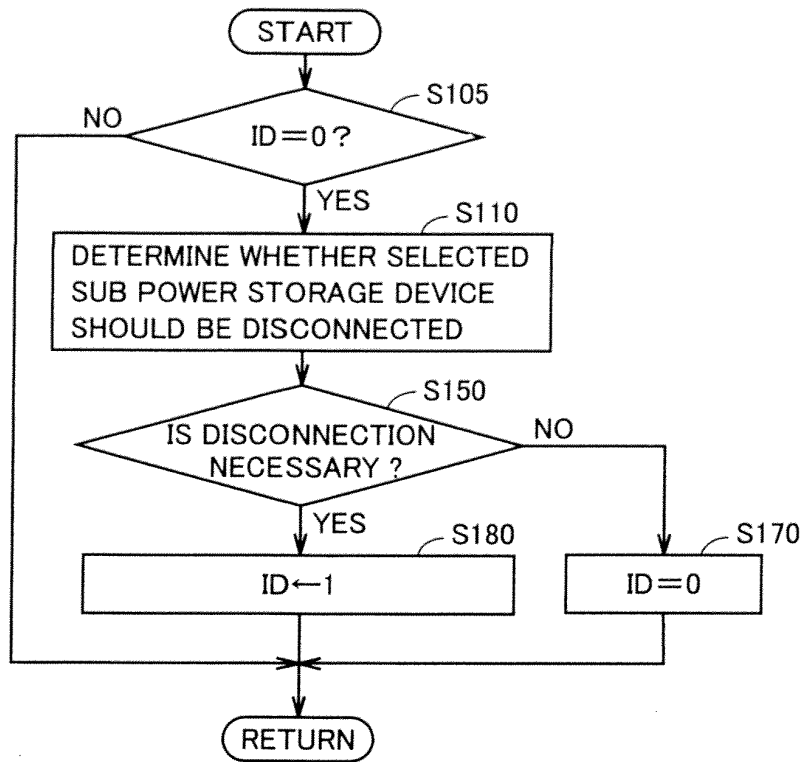 START
S105
NO
ID=0?
YES
S110
DETERMINE WHETHER SELECTED
SUB POWER STORAGE DEVICE
SHOULD BE DISCONNECTED
S150
IS DISCONNECTION
NECESSARY ?
NO
YES
S180
S170
ID←1
ID=0
RETURN